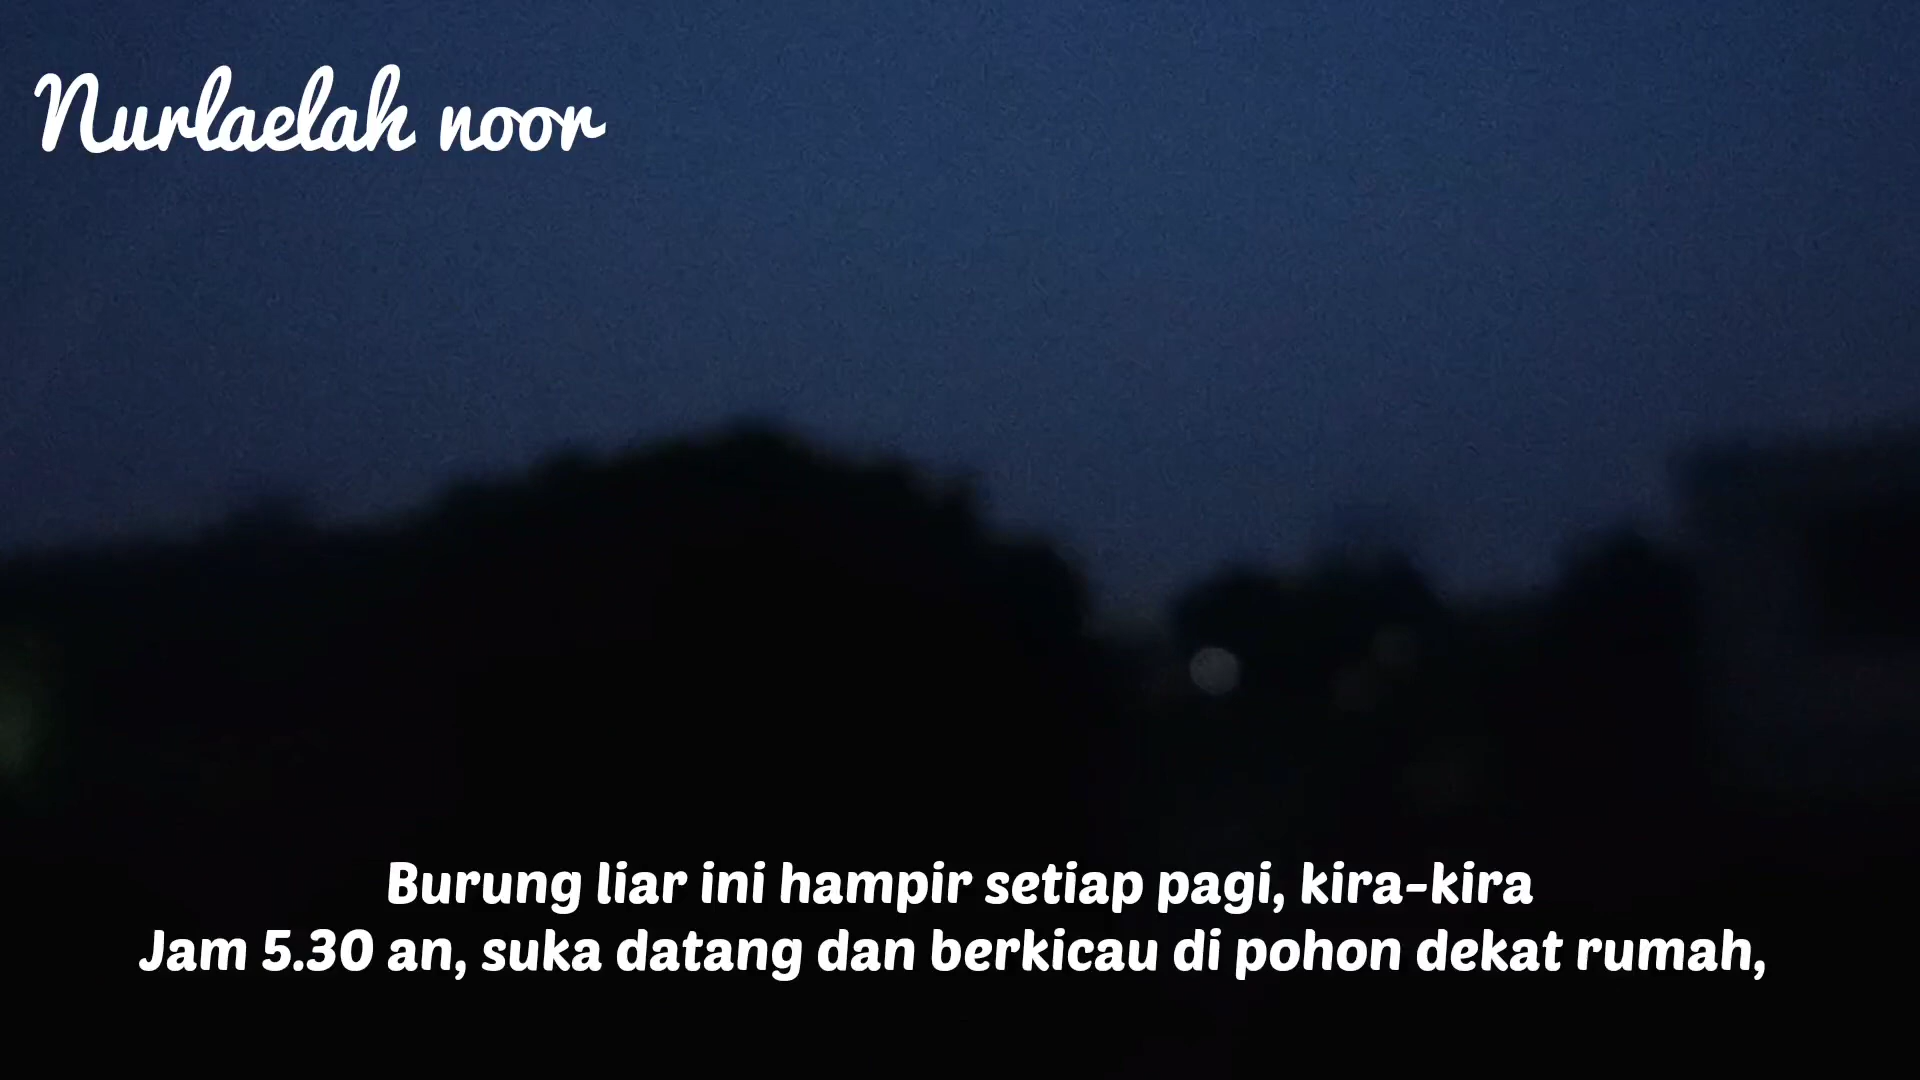 Nurlaelah noor
Burung liar ini hampir setiap pagi, kira-kira
Jam 5.30 an, suka datang dan berkicau di pohon dekat rumah,